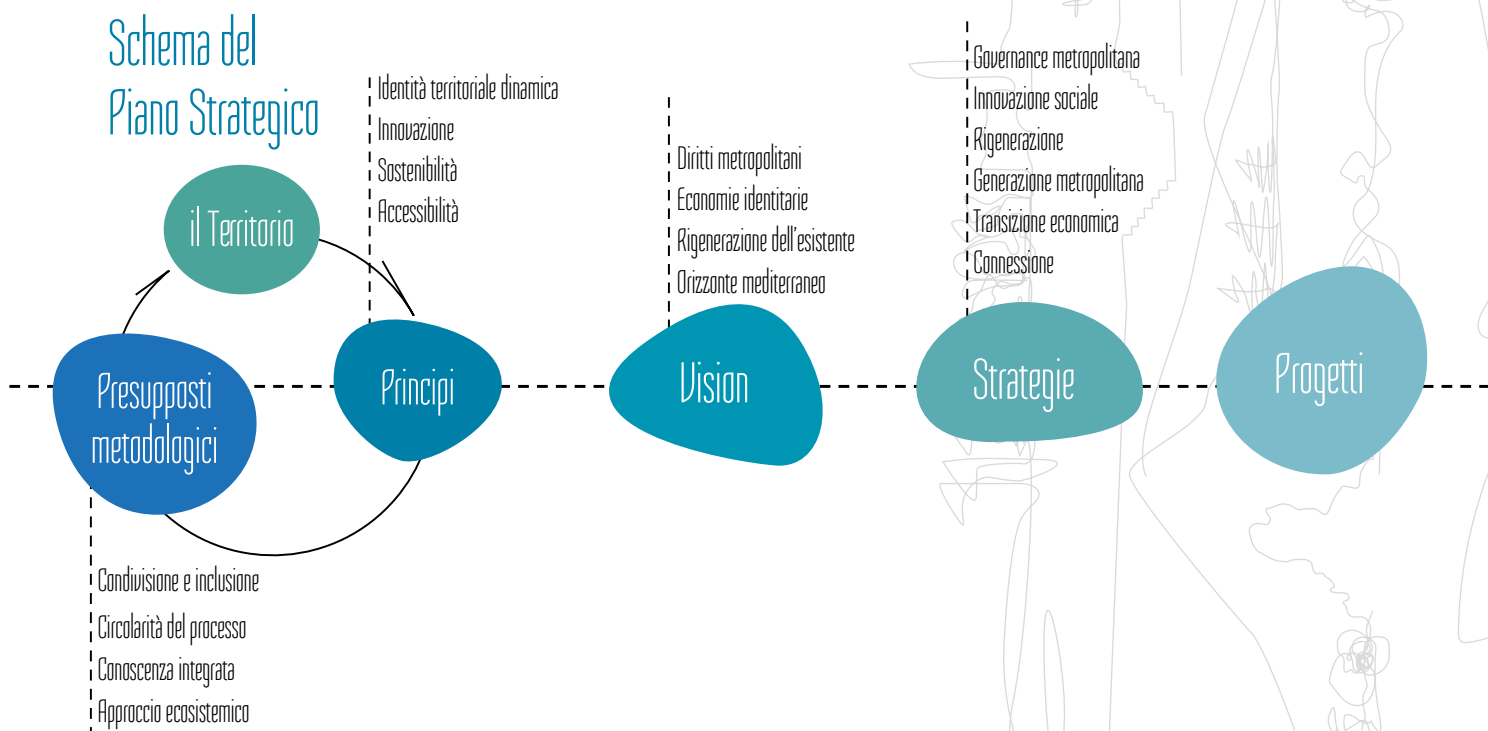 Schema del
Piano Strategico
il Territorio
Presupposti
metodologici
Condivisione e inclusione
Circolarità del processo
Conoscenza integrata
Approccio ecosistemico
Identità territoriale dinamica
Innovazione
Sostenibilità
Accessibilità
Principi
Diritti metropolitani
Economie identitarie
Rigenerazione dell'esistente
Orizzonte mediterraneo
Vision
Governance metropolitana
Innovazione sociale
Rigenerazione
Generazione metropolitana
Transizione economica
Connessione
Strategie
Progetti